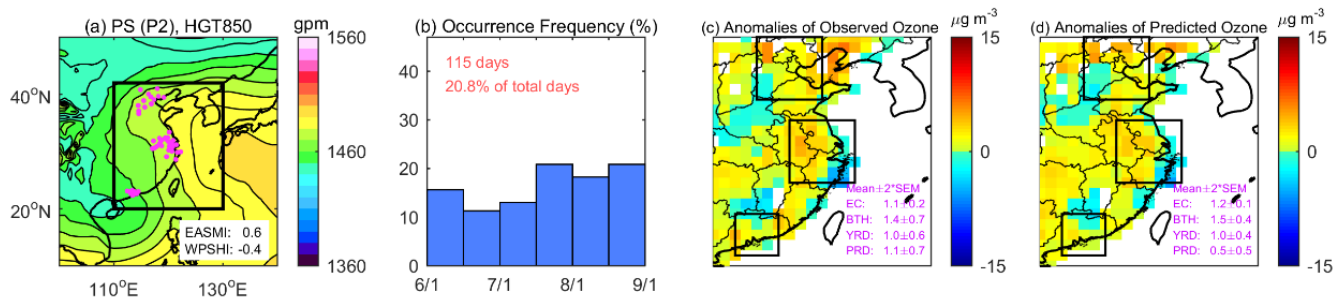 (a) PS (P2), HGT850
gpm
1560
1460
1360
40°N
20°N
110°E
130°E
EASMI: 0.6
WPSHI: -0.4
(b) Occurrence Frequency (%)
115 days
20.8% of total days
40
30
20
10
0
6/1
7/1
8/1
9/1
(c) Anomalies of Observed Ozone
μg m⁻³
15
0
-15
Mean±2*SEM
EC: 1.1±0.2
BTH: 1.4±0.7
YRD: 1.0±0.6
PRD: 1.1±0.7
(d) Anomalies of Predicted Ozone
μg m⁻³
15
0
-15
Mean±2*SEM
EC: 1.2±0.1
BTH: 1.5±0.4
YRD: 1.0±0.4
PRD: 0.5±0.5